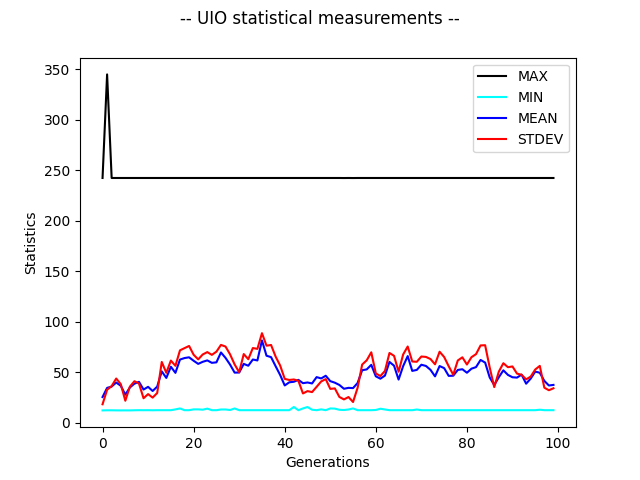 -- UIO statistical measurements --
350
300
250
200
150
100
50
0
Statistics
MAX
MIN
MEAN
STDEV
0 20 40 60 80 100
Generations